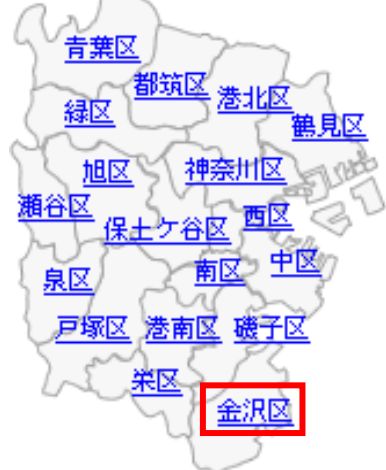 青葉区
都筑区
港北区
緑区
鶴見区
旭区
神奈川区
瀬谷区
西区
保土ケ谷区
中区
南区
泉区
戸塚区
港南区
磯子区
栄区
金沢区